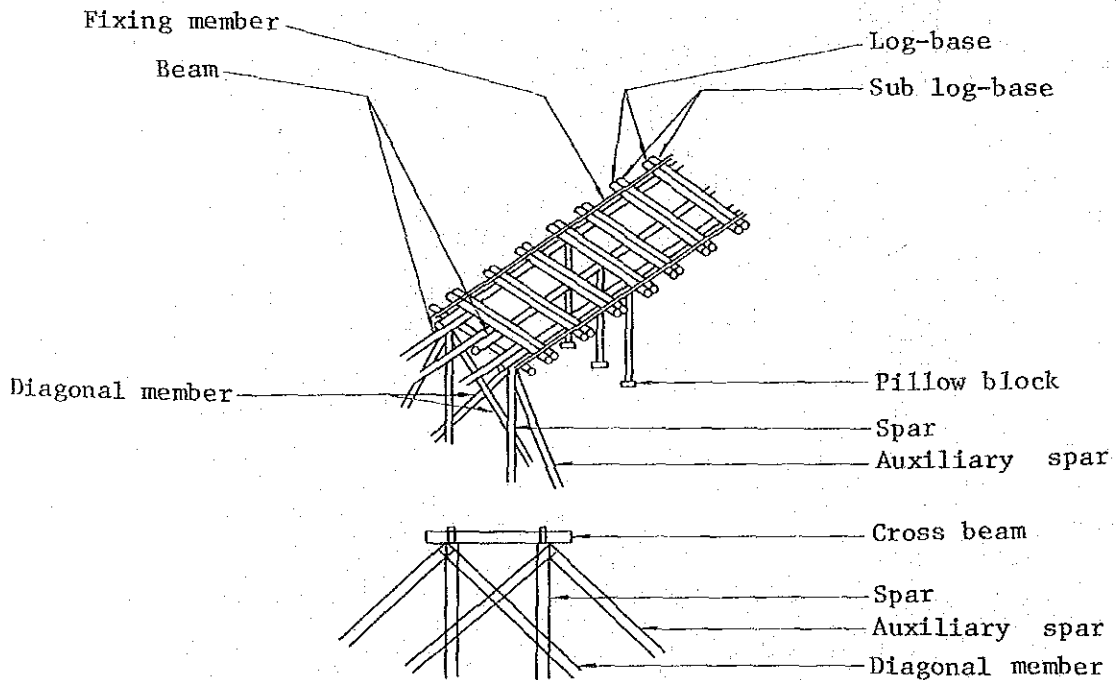 Fixing member
Beam
Log-base
Sub log-base
Diagonal member
Pillow block
Spar
Auxiliary spar
Cross beam
Spar
Auxiliary spar
Diagonal member